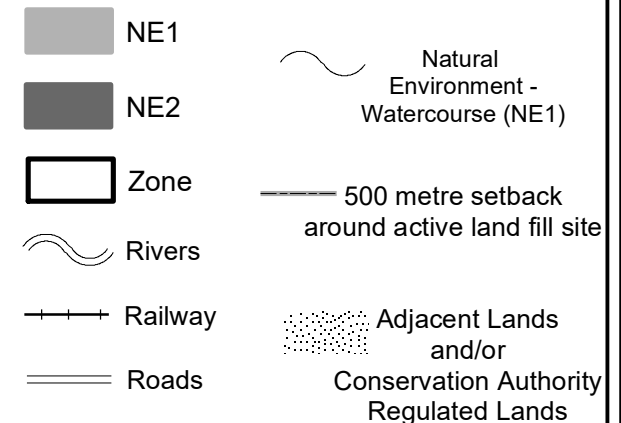 NE1
NE2
Zone
Rivers
Railway
Roads
Natural
Environment -
Watercourse (NE1)
500 metre setback
around active land fill site
Adjacent Lands
and/or
Conservation Authority
Regulated Lands